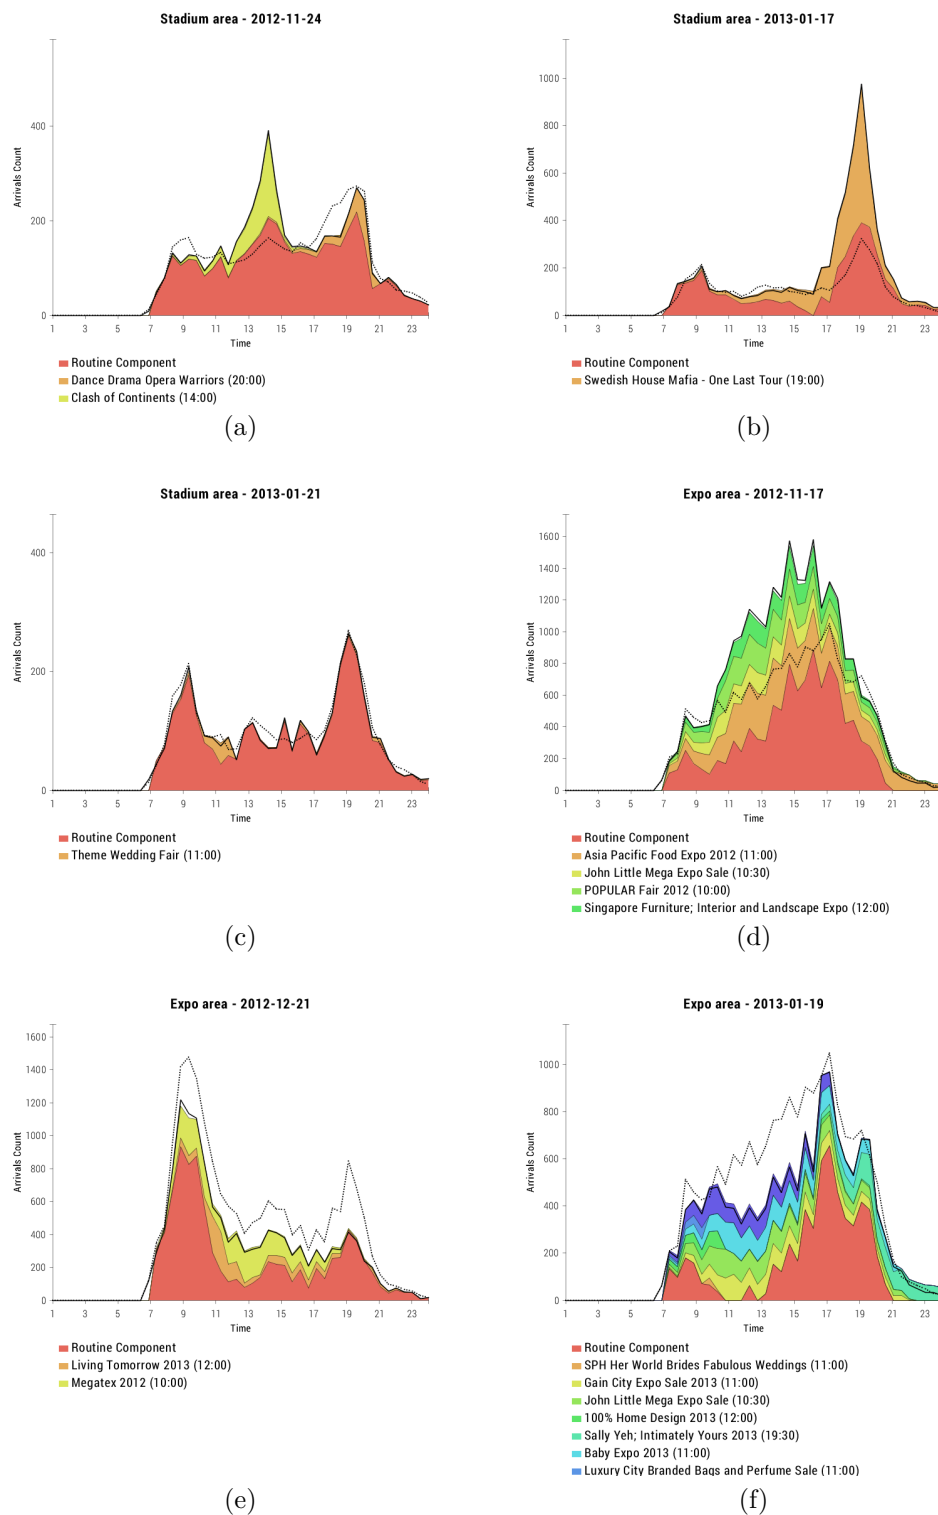 Stadium area - 2012-11-24
Arrivals Count
400
200
0
1 3 5 7 9 11 13 15 17 19 21 23
Time
Routine Component
Dance Drama Opera Warriors (20:00)
Clash of Continents (14:00)
(a)
Stadium area - 2013-01-17
Arrivals Count
1000
800
600
400
200
0
1 3 5 7 9 11 13 15 17 19 21 23
Time
Routine Component
Swedish House Mafia - One Last Tour (19:00)
(b)
Stadium area - 2013-01-21
Arrivals Count
400
200
0
1 3 5 7 9 11 13 15 17 19 21 23
Time
Routine Component
Theme Wedding Fair (11:00)
(c)
Expo area - 2012-11-17
Arrivals Count
1600
1400
1200
1000
800
600
400
200
0
1 3 5 7 9 11 13 15 17 19 21 23
Time
Routine Component
Asia Pacific Food Expo 2012 (11:00)
John Little Mega Expo Sale (10:30)
POPULAR Fair 2012 (10:00)
Singapore Furniture; Interior and Landscape Expo (12:00)
(d)
Expo area - 2012-12-21
Arrivals Count
1600
1400
1200
1000
800
600
400
200
0
1 3 5 7 9 11 13 15 17 19 21 23
Time
Routine Component
Living Tomorrow 2013 (12:00)
Megatex 2012 (10:00)
(e)
Expo area - 2013-01-19
Arrivals Count
1000
800
600
400
200
0
1 3 5 7 9 11 13 15 17 19 21 23
Time
Routine Component
SPH Her World Brides Fabulous Weddings (11:00)
Gain City Expo Sale 2013 (11:00)
John Little Mega Expo Sale (10:30)
100% Home Design 2013 (12:00)
Sally Yeh; Intimately Yours 2013 (19:30)
Baby Expo 2013 (11:00)
Luxury City Branded Bags and Perfume Sale (11:00)
(f)